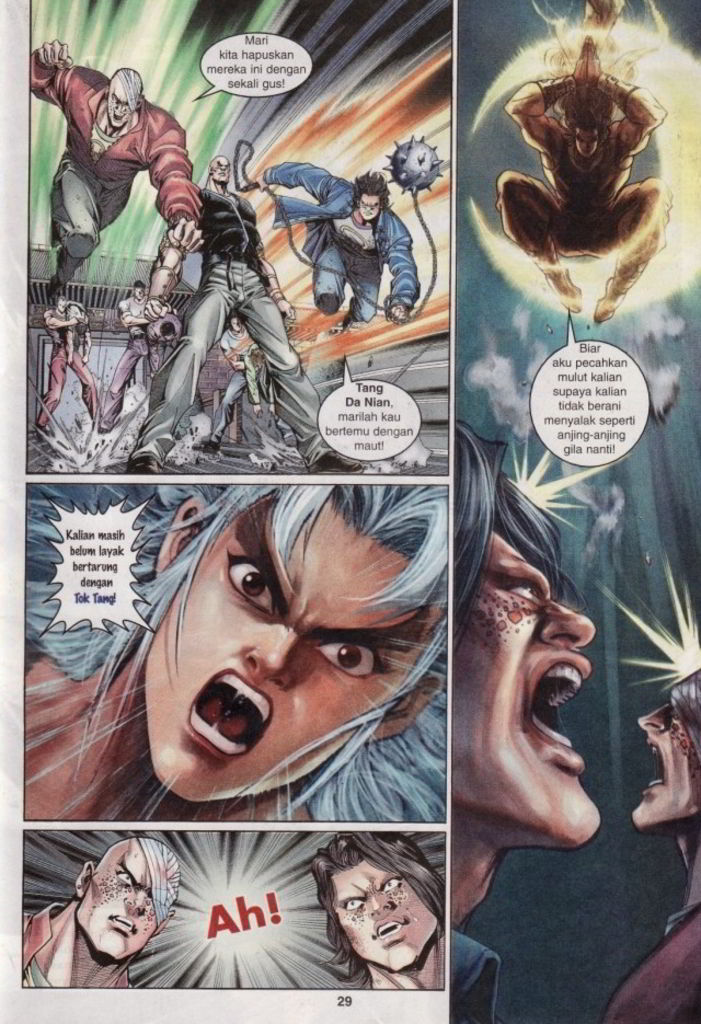 Mari
kita hapuskan
mereka ini dengan
sekali gus!
Tang
Da Nian,
marilah kau
bertemu dengan
maut!
Kalian masih
belum layak
bertarung
dengan
Tok Tang!
Ah!
Biar
aku pecahkan
mulut kalian
supaya kalian
tidak berani
menyalak seperti
anjing-anjing
gila nanti!
29